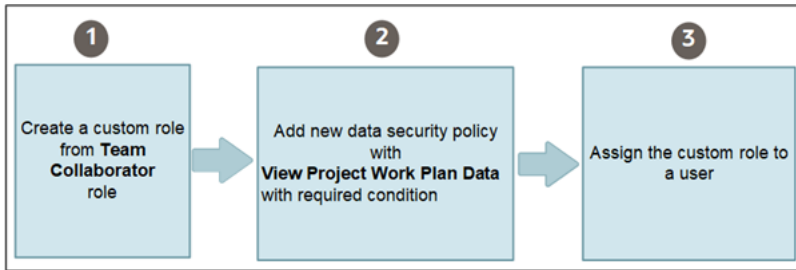 1
2
3
Create a custom role
from Team
Collaborator
role
Add new data security policy
with
View Project Work Plan Data
with required condition
Assign the custom role to
a user